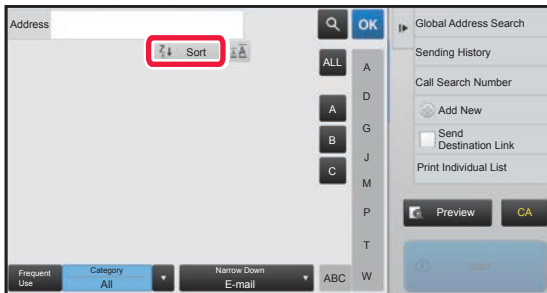 Address
Sort
OK
ALL
A
B
C
A
D
G
J
M
P
T
W
ABC
Frequent
Use
Category
All
Narrow Down
E-mail
Global Address Search
Sending History
Call Search Number
Add New
Send
Destination Link
Print Individual List
Preview
CA
Start